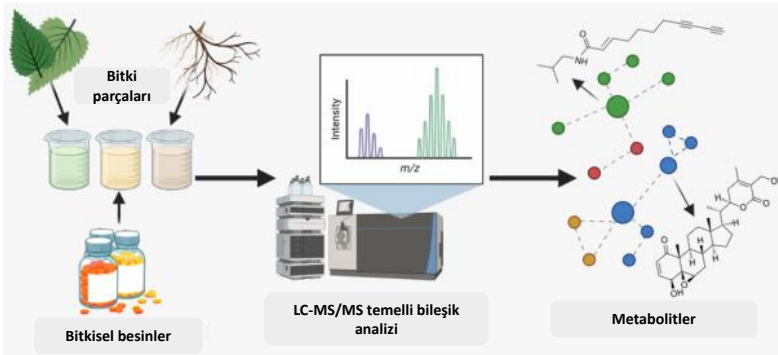 Bitki
parçaları
Bitkisel besinler
Intensity
m/z
LC-MS/MS temelli bileşik
analizi
O
NH
H
O
O
H
H
H
H
O
OH
O
Metabolitler